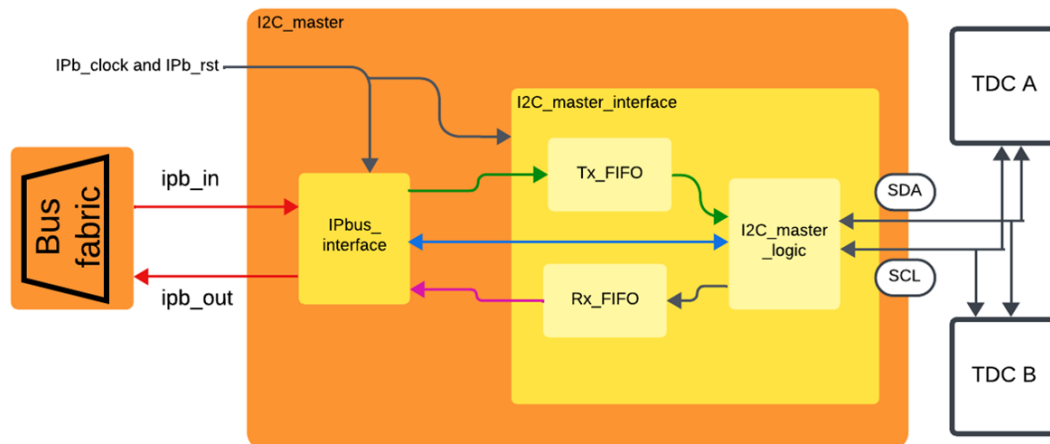 I2C_master
IPb_clock and IPb_rst
I2C_master_interface
TDC A
Tx_FIFO
ipb_in
SDA
Bus
fabric
IPbus_
interface
I2C_master
_logic
SCL
ipb_out
Rx_FIFO
TDC B